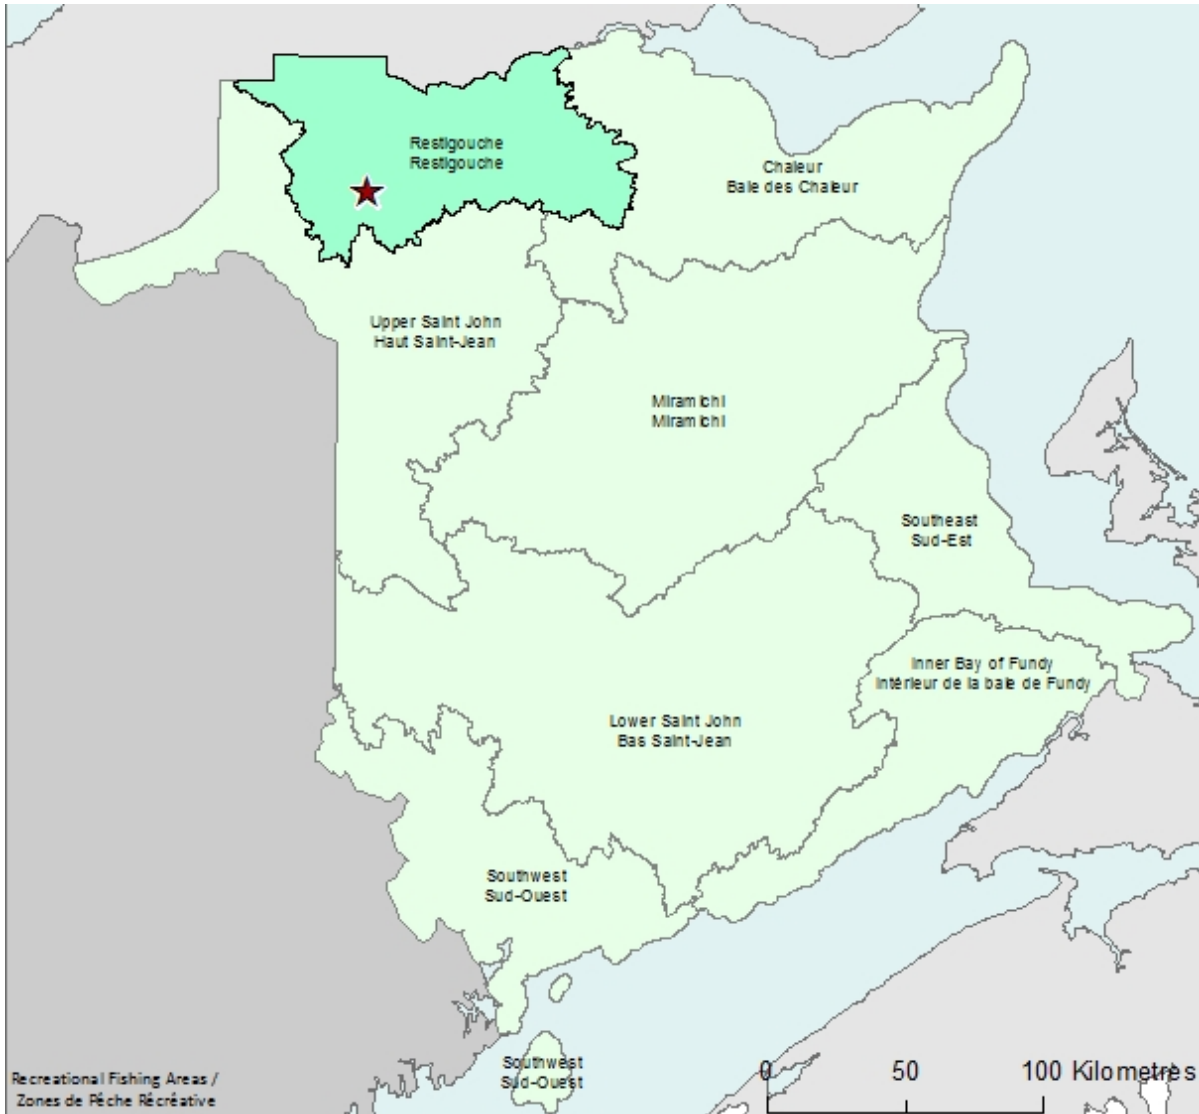 Restigouche
Restigouche
Chaleur
Baie des Chaleur
Upper Saint John
Haut Saint-Jean
Miramichi
Miramichi
Southeast
Sud-Est
Inner Bay of Fundy
Intérieur de la baie de Fundy
Lower Saint John
Bas Saint-Jean
Southwest
Sud-Ouest
Southwest
Sud-Ouest
0 50 100 Kilometres
Recreational Fishing Areas /
Zones de Pêche Récréative